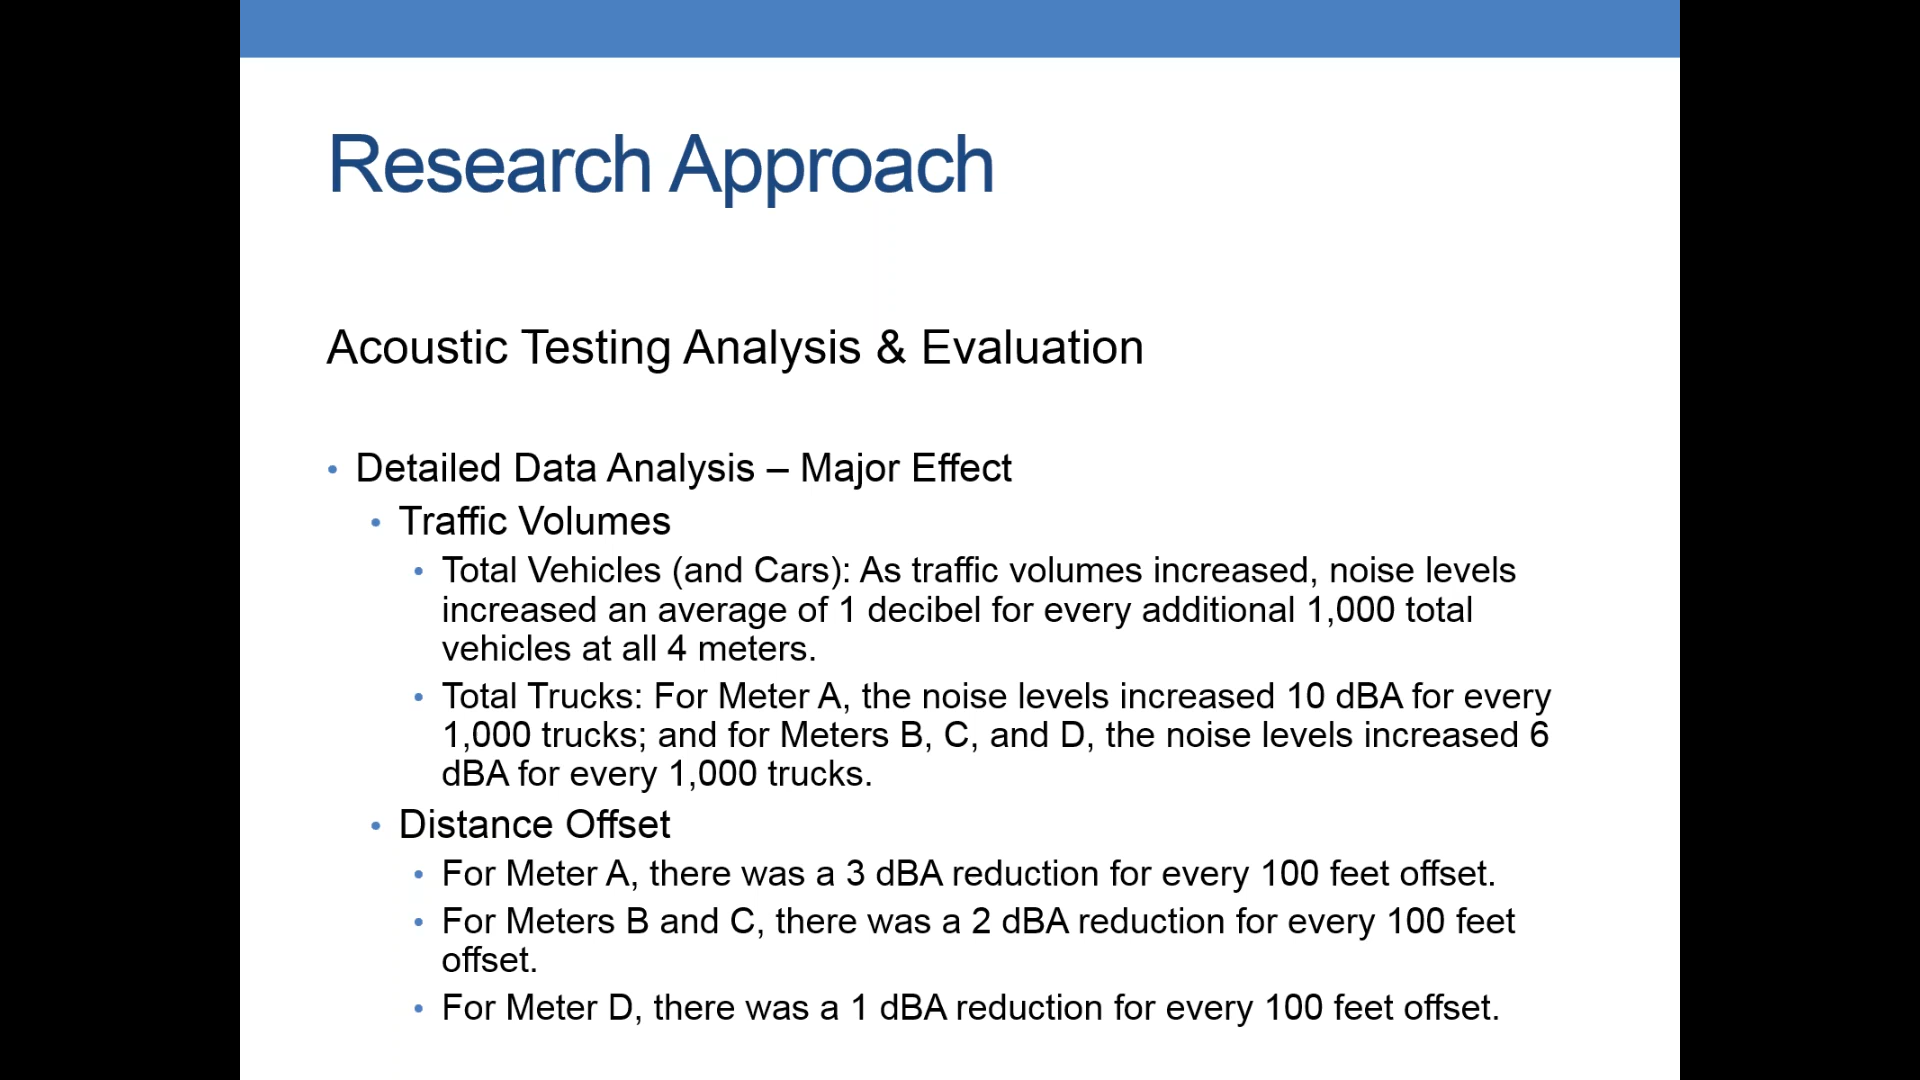 Research Approach
Acoustic Testing Analysis & Evaluation
• Detailed Data Analysis – Major Effect
• Traffic Volumes
• Total Vehicles (and Cars): As traffic volumes increased, noise levels
increased an average of 1 decibel for every additional 1,000 total
vehicles at all 4 meters.
• Total Trucks: For Meter A, the noise levels increased 10 dBA for every
1,000 trucks; and for Meters B, C, and D, the noise levels increased 6
dBA for every 1,000 trucks.
• Distance Offset
• For Meter A, there was a 3 dBA reduction for every 100 feet offset.
• For Meters B and C, there was a 2 dBA reduction for every 100 feet
offset.
• For Meter D, there was a 1 dBA reduction for every 100 feet offset.